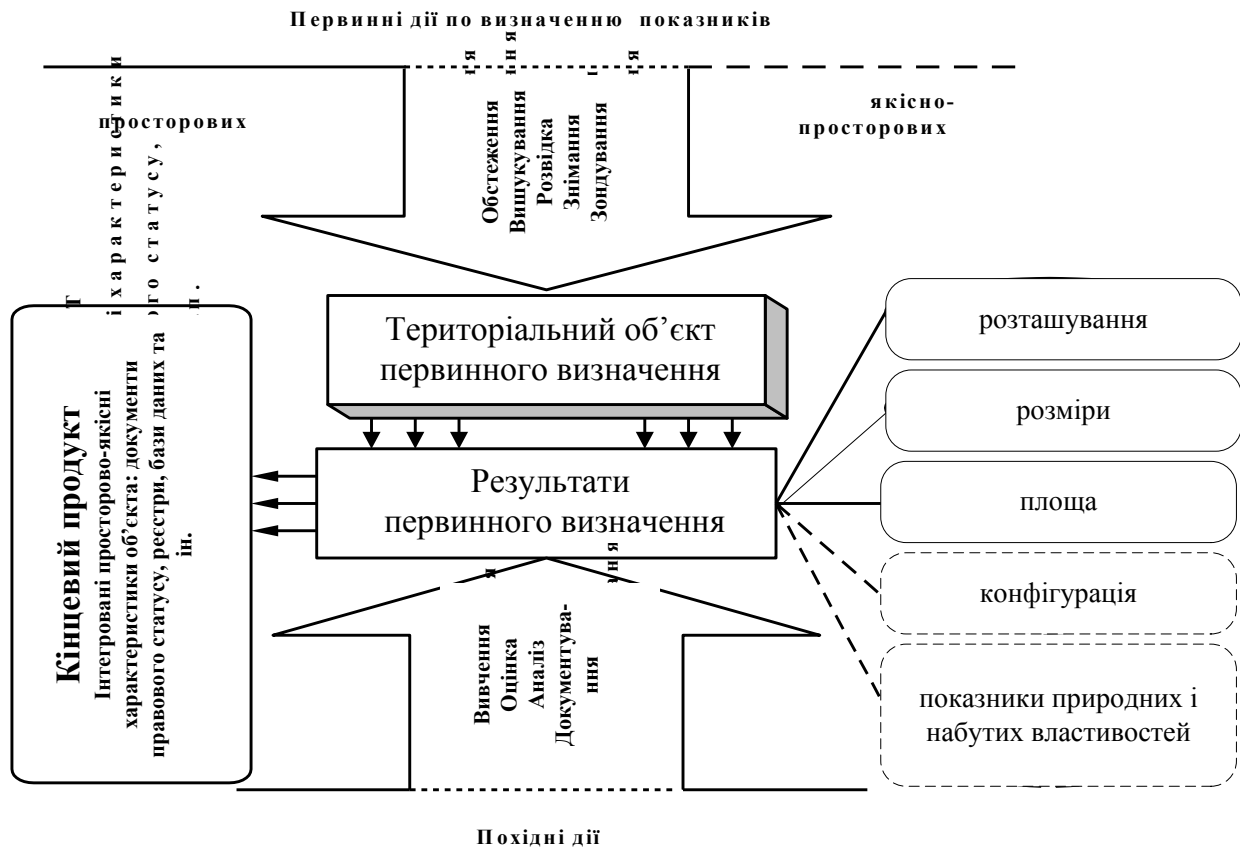 Первинні дії по визначенню показників
просторових
якісно-
просторових
Обстеження
Вишукування
Розвідка
Знімання
Зондування
характеристики
статусу,
Територіальний об’єкт
первинного визначення
Результати
первинного визначення
Кінцевий продукт
Інтегровані просторово-якісні
характеристики об’єкта: документи
правового статусу, реєстри, бази даних та
ін.
розташування
розміри
площа
конфігурація
показники природних і
набутих властивостей
Вивчення
Оцінка
Аналіз
Документува-
ння
Похідні дії